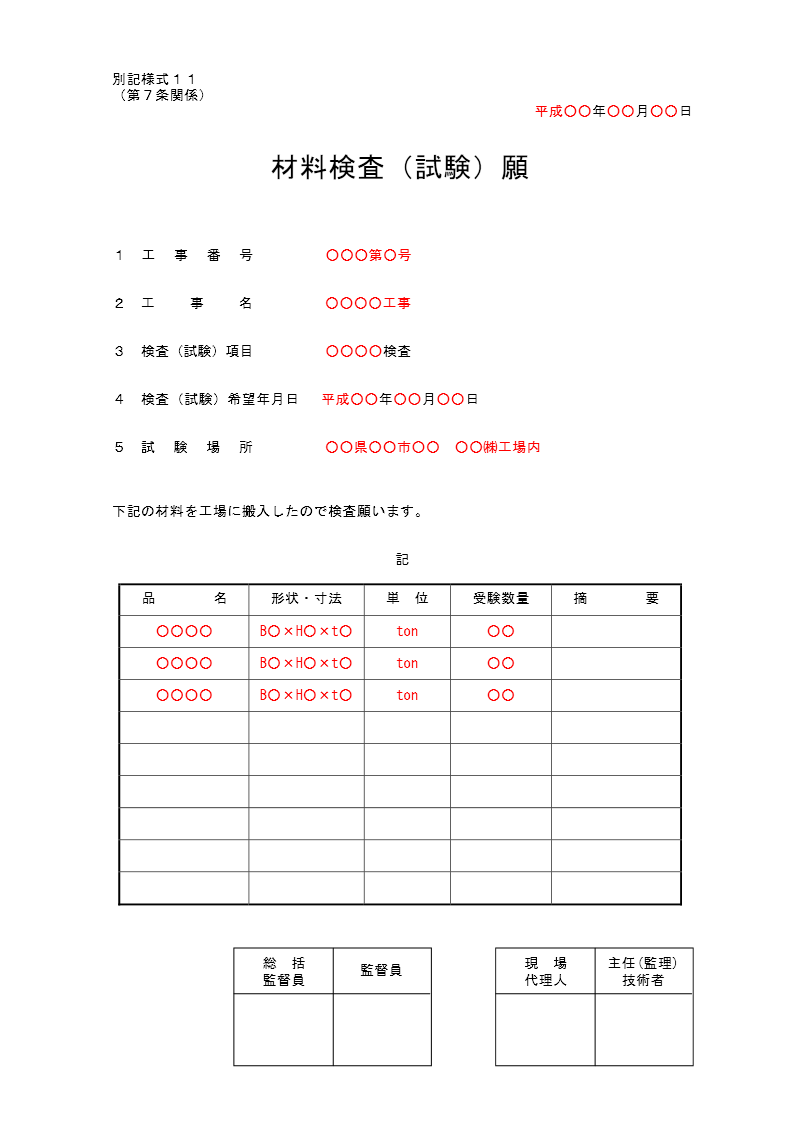 別記様式１１
（第７条関係）
平成〇〇年〇〇月〇〇日
材料検査（試験）願
１　工　事　番　号　〇〇〇第〇号
２　工　事　名　〇〇〇〇工事
３　検査（試験）項目　〇〇〇〇検査
４　検査（試験）希望年月日　平成〇〇年〇〇月〇〇日
５　試　験　場　所　〇〇県〇〇市〇〇　〇〇㈱工場内
下記の材料を工場に搬入したので検査願います。
記
品　名　形状・寸法　単　位　受験数量　摘　要
〇〇〇〇　B〇×H〇×t〇　ton　〇〇
〇〇〇〇　B〇×H〇×t〇　ton　〇〇
〇〇〇〇　B〇×H〇×t〇　ton　〇〇
総　括
監督員
監督員
現　場
代理人
主任(監理)
技術者